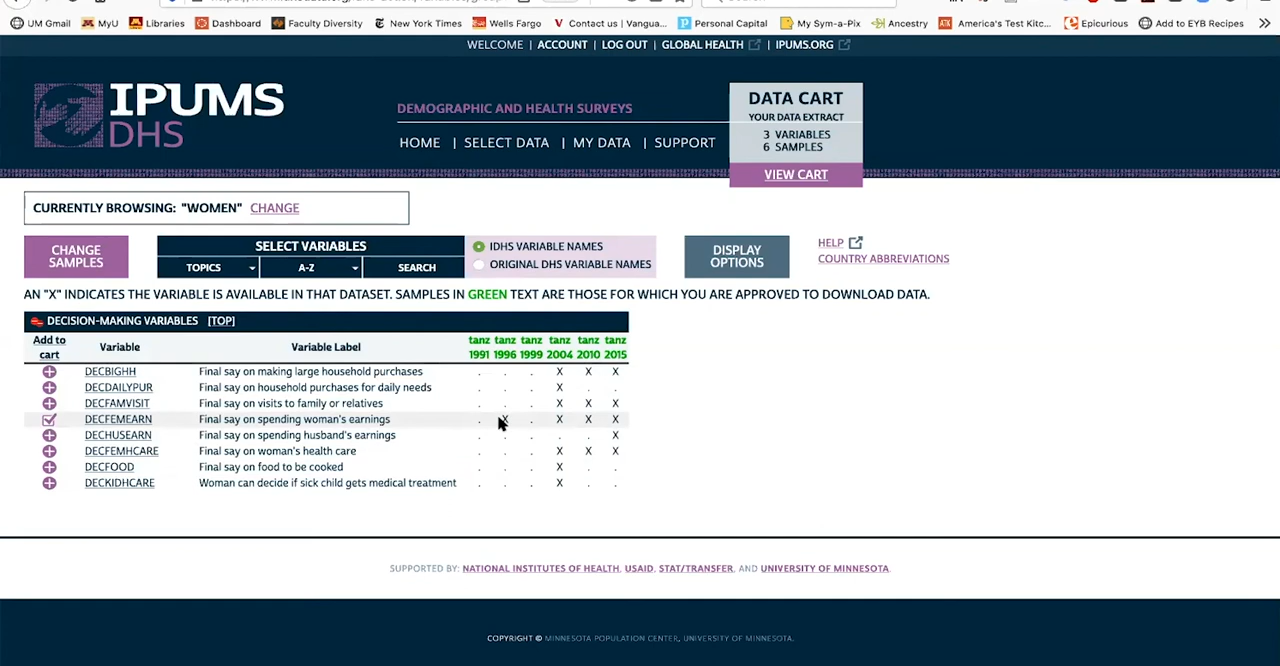 UM Gmail MyU Libraries Dashboard Faculty Diversity New York Times Wells Fargo Contact us | Vangua... Personal Capital My Sym-a-Pix Ancestry America's Test Kitc... Epicurious Add to EYB Recipes
WELCOME | ACCOUNT | LOG OUT | GLOBAL HEALTH | IPUMS.ORG
IPUMS
DHS
DEMOGRAPHIC AND HEALTH SURVEYS
HOME | SELECT DATA | MY DATA | SUPPORT
DATA CART
YOUR DATA EXTRACT
3 VARIABLES
6 SAMPLES
VIEW CART
CURRENTLY BROWSING: "WOMEN" CHANGE
CHANGE SAMPLES
SELECT VARIABLES
TOPICS A-Z SEARCH
IDHS VARIABLE NAMES
ORIGINAL DHS VARIABLE NAMES
DISPLAY OPTIONS
HELP
COUNTRY ABBREVIATIONS
AN "X" INDICATES THE VARIABLE IS AVAILABLE IN THAT DATASET. SAMPLES IN GREEN TEXT ARE THOSE FOR WHICH YOU ARE APPROVED TO DOWNLOAD DATA.
DECISION-MAKING VARIABLES [TOP]
Add to cart Variable Variable Label tanz 1991 tanz 1996 tanz 1999 tanz 2004 tanz 2010 tanz 2015
DECBIGHH Final say on making large household purchases . . . X X X
DECDAILYPUR Final say on household purchases for daily needs . . . X . .
DECFAMVISIT Final say on visits to family or relatives . . . X X X
DECFEMEARN Final say on spending woman's earnings . X . X X X
DECHUSEARN Final say on spending husband's earnings . . . . . X
DECFEMHCARE Final say on woman's health care . . . X X X
DECFOOD Final say on food to be cooked . . . X . .
DECKIDHCARE Woman can decide if sick child gets medical treatment . . . X . .
SUPPORTED BY: NATIONAL INSTITUTES OF HEALTH, USAID, STAT/TRANSFER, AND UNIVERSITY OF MINNESOTA.
COPYRIGHT © MINNESOTA POPULATION CENTER, UNIVERSITY OF MINNESOTA.